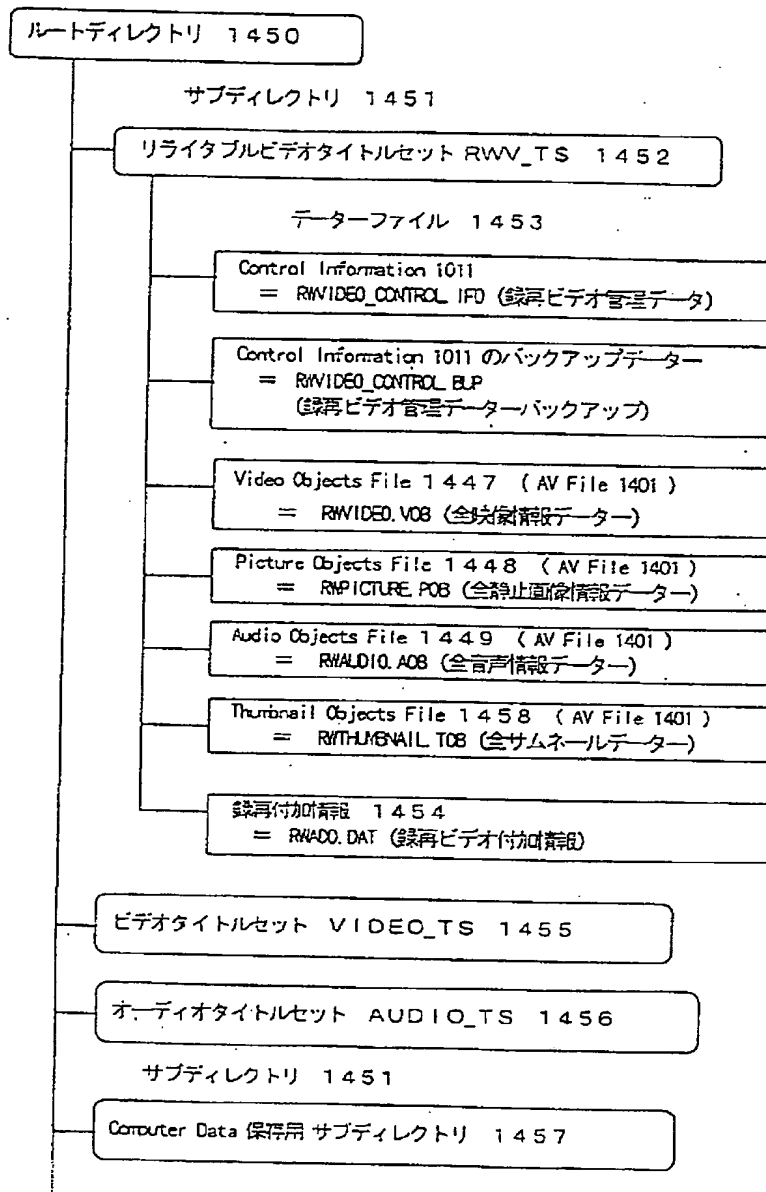 ルートディレクトリ 1450
サブディレクトリ 1451
リライタブルビデオタイトルセット RWV_TS 1452
データーファイル 1453
Control Information 1011
= RWVIDEO_CONTROL.IFO (録再ビデオ管理データ)
Control Information 1011 のバックアップデーター
= RWVIDEO_CONTROL.BUP
(録再ビデオ管理データーバックアップ)
Video Objects File 1447 (AV File 1401)
= RWVIDEO.VOB (全映像情報データー)
Picture Objects File 1448 (AV File 1401)
= RWPICTURE.POB (全静止画像情報データー)
Audio Objects File 1449 (AV File 1401)
= RWAUDIO.AOB (全音声情報データー)
Thumbnail Objects File 1458 (AV File 1401)
= RWTHUMBNAIL.TOB (全サムネールデーター)
録再付加情報 1454
= RWADD.DAT (録再ビデオ付加情報)
ビデオタイトルセット VIDEO_TS 1455
オーディオタイトルセット AUDIO_TS 1456
サブディレクトリ 1451
Computer Data 保存用 サブディレクトリ 1457